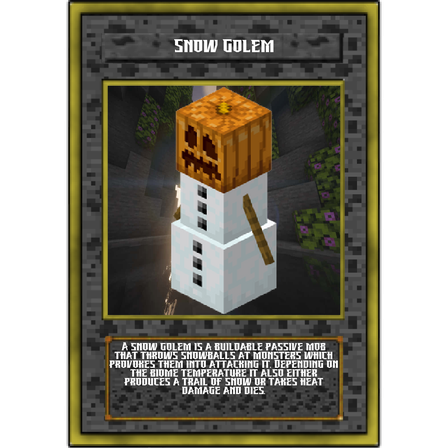 SNOW GOLEM
A SNOW GOLEM IS A BUILDABLE PASSIVE MOB
THAT THROWS SNOWBALLS AT MONSTERS WHICH
PROVOKES THEM INTO ATTACKING IT. DEPENDING ON
THE BIOME TEMPERATURE IT ALSO EITHER
PRODUCES A TRAIL OF SNOW OR TAKES HEAT
DAMAGE AND DIES.